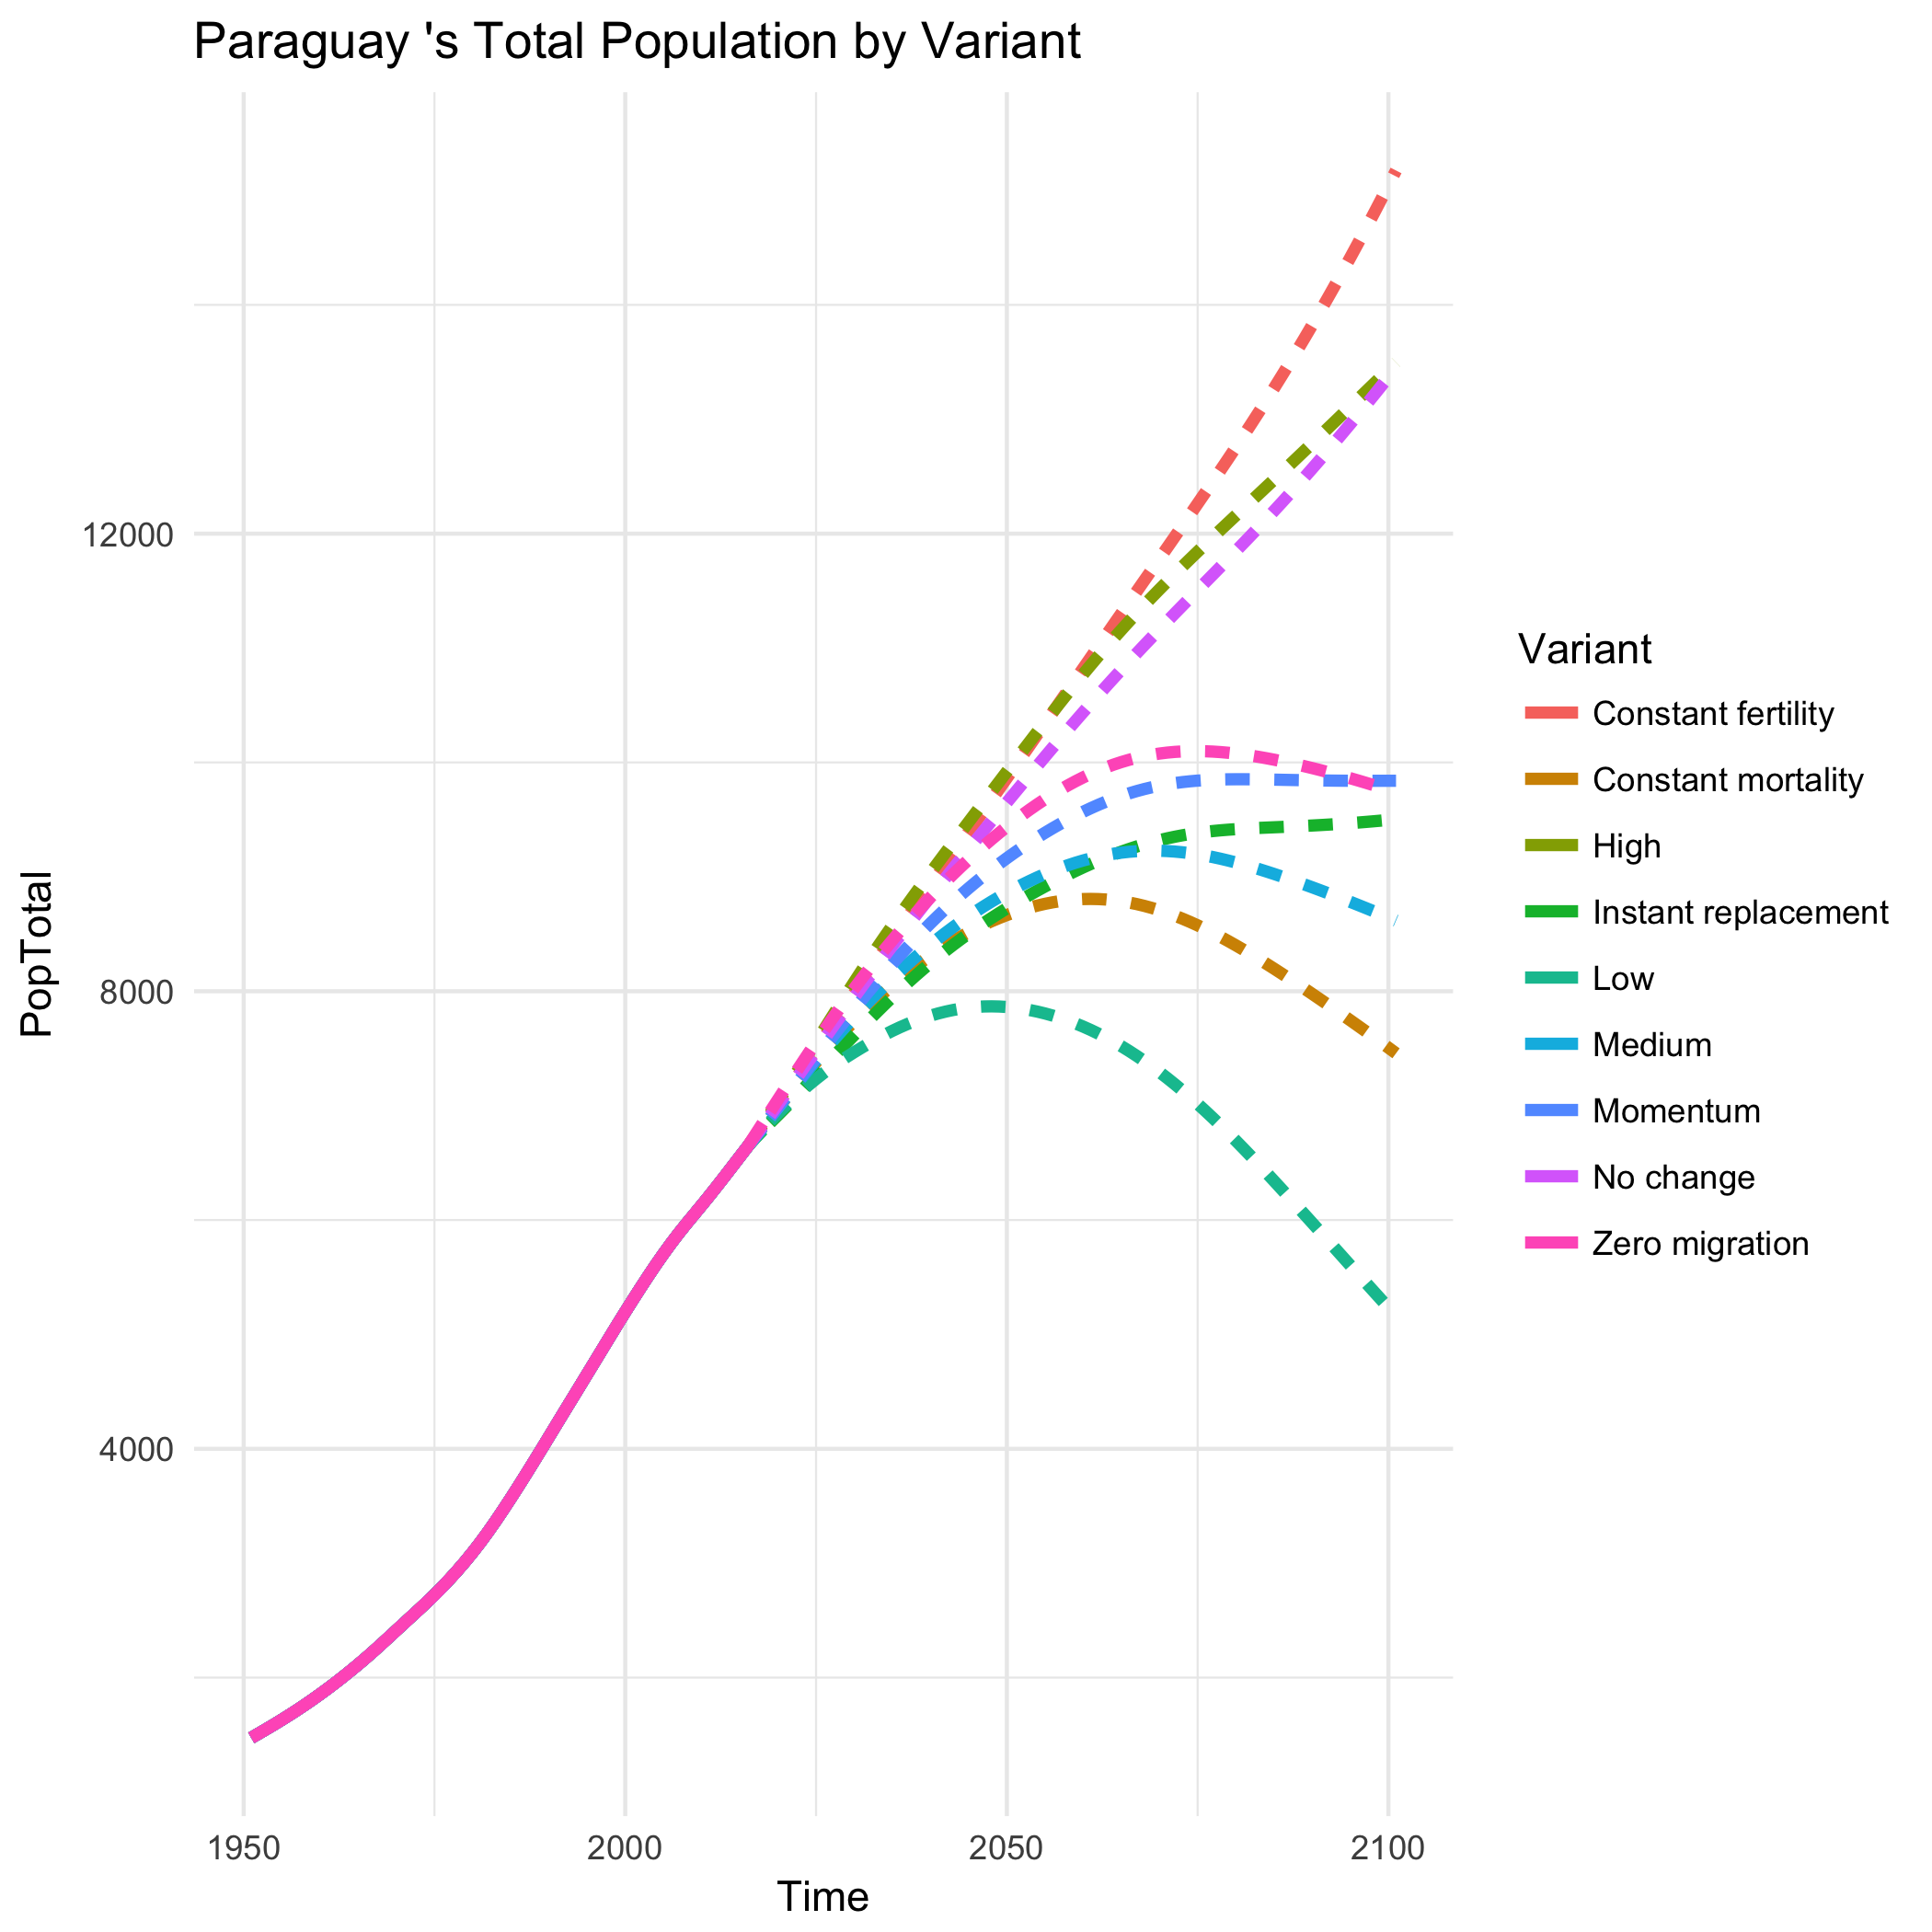 Paraguay 's Total Population by Variant
PopTotal
12000
8000
4000
1950
2000
2050
2100
Time
Variant
Constant fertility
Constant mortality
High
Instant replacement
Low
Medium
Momentum
No change
Zero migration